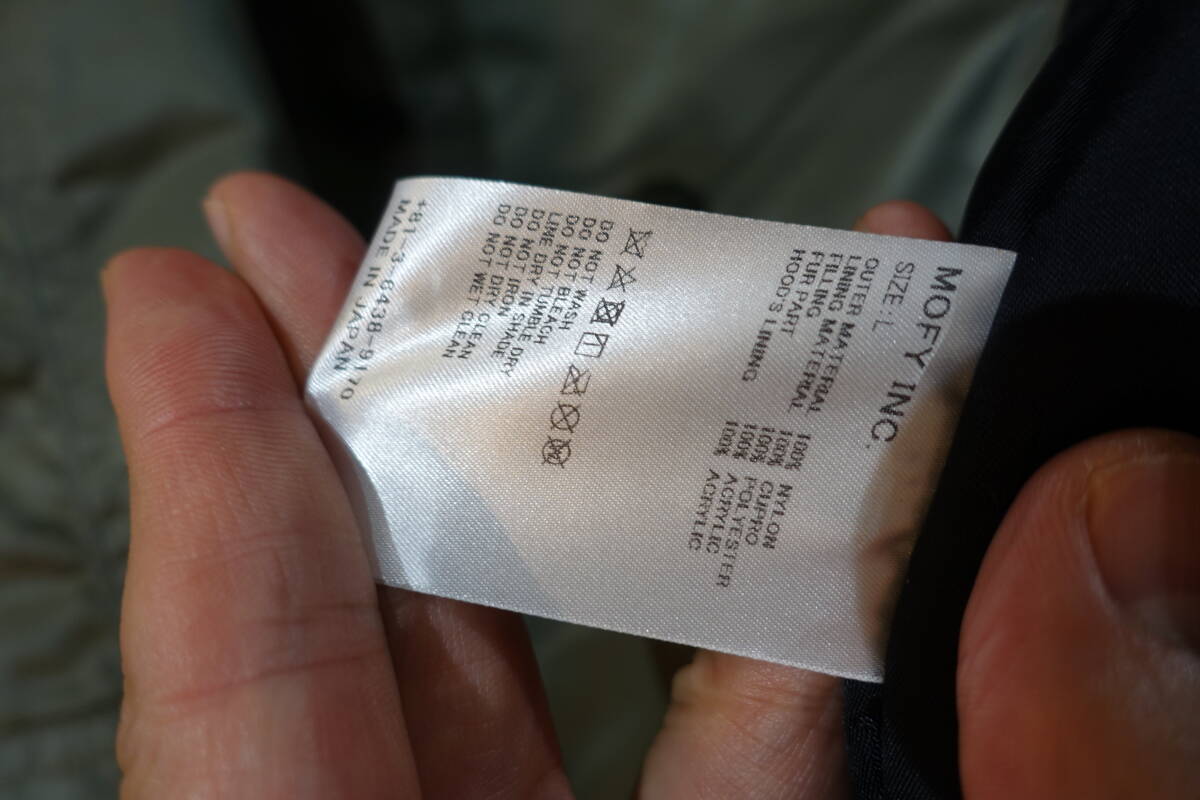 MOFY INC.
SIZE: L
OUTER MATERIAL 100% NYLON
LINING MATERIAL 100% CUPRO
FILLING MATERIAL 100% POLYESTER
FUR PART 100% ACRYLIC
HOOD'S LINING 100% ACRYLIC
DO NOT WASH
DO NOT BLEACH
DO NOT TUMBLE DRY
LIME DRY IN SHADE
DO NOT IRON
DO NOT DRY CLEAN
DO NOT WET CLEAN
+81-3-6438-9170
MADE IN JAPAN